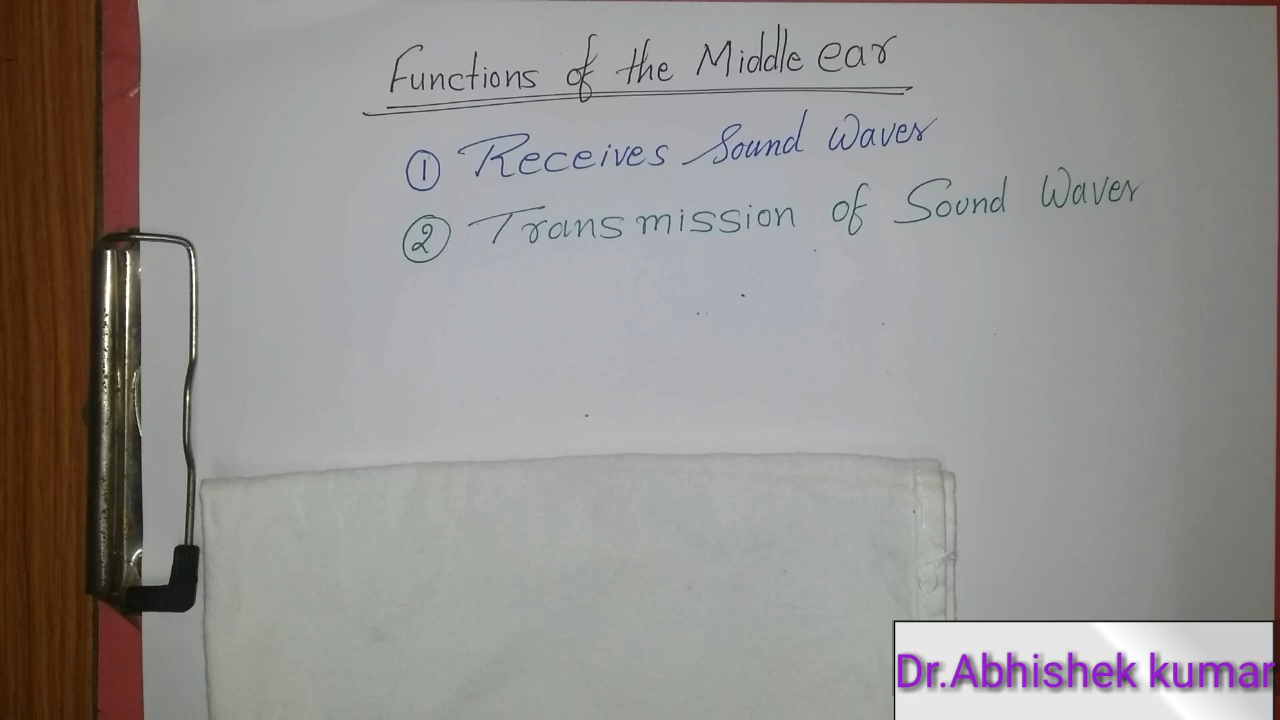 Functions of the Middle ear
① Receives Sound Waves
② Transmission of Sound Waves
Dr.Abhishek kumar